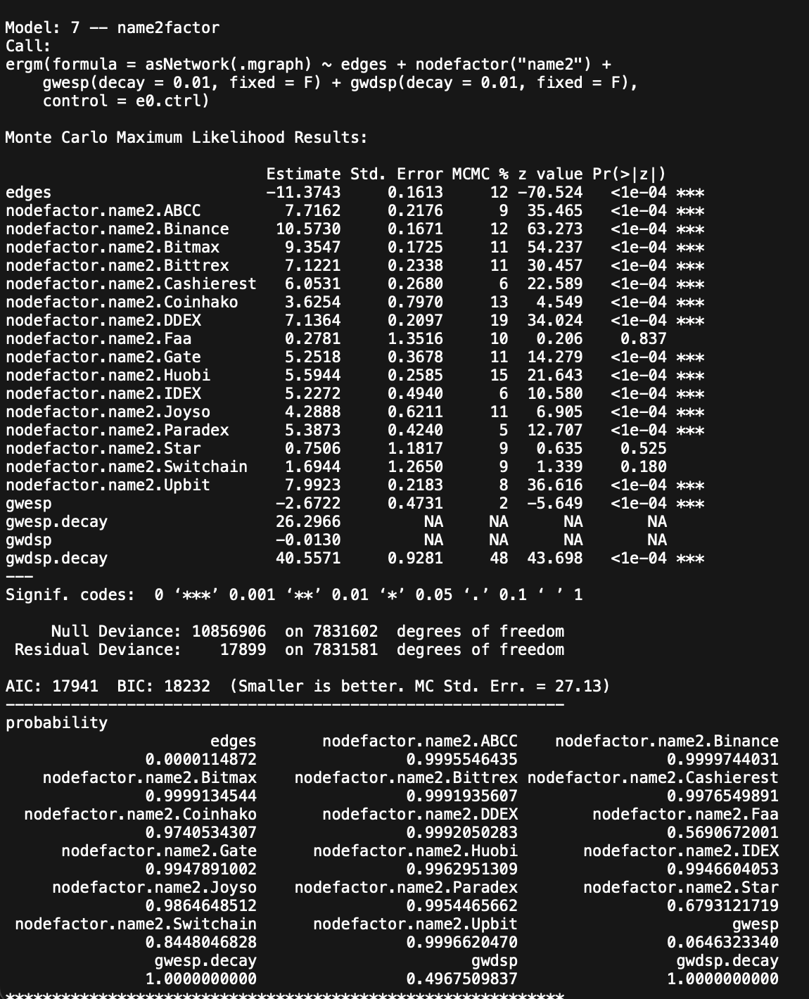 Model: 7 -- name2factor
Call:
ergm(formula = asNetwork(.mgraph) ~ edges + nodefactor("name2") +
    gwesp(decay = 0.01, fixed = F) + gwdsp(decay = 0.01, fixed = F),
    control = e0.ctrl)
Monte Carlo Maximum Likelihood Results:
Estimate Std. Error MCMC % z value Pr(>|z|)
edges -11.3743 0.1613 12 -70.524 <1e-04 ***
nodefactor.name2.ABCC 7.7162 0.2176 9 35.465 <1e-04 ***
nodefactor.name2.Binance 10.5730 0.1671 12 63.273 <1e-04 ***
nodefactor.name2.Bitmax 9.3547 0.1725 11 54.237 <1e-04 ***
nodefactor.name2.Bittrex 7.1221 0.2338 11 30.457 <1e-04 ***
nodefactor.name2.Cashierest 6.0531 0.2680 6 22.589 <1e-04 ***
nodefactor.name2.Coinhako 3.6254 0.7970 13 4.549 <1e-04 ***
nodefactor.name2.DDEX 7.1364 0.2097 19 34.024 <1e-04 ***
nodefactor.name2.Faa 0.2781 1.3516 10 0.206 0.837
nodefactor.name2.Gate 5.2518 0.3678 11 14.279 <1e-04 ***
nodefactor.name2.Huobi 5.5944 0.2585 15 21.643 <1e-04 ***
nodefactor.name2.IDEX 5.2272 0.4940 6 10.580 <1e-04 ***
nodefactor.name2.Joyso 4.2888 0.6211 11 6.905 <1e-04 ***
nodefactor.name2.Paradex 5.3873 0.4240 5 12.707 <1e-04 ***
nodefactor.name2.Star 0.7506 1.1817 9 0.635 0.525
nodefactor.name2.Switchain 1.6944 1.2650 9 1.339 0.180
nodefactor.name2.Upbit 7.9923 0.2183 8 36.616 <1e-04 ***
gwesp -2.6722 0.4731 2 -5.649 <1e-04 ***
gwesp.decay 26.2966 NA NA NA NA
gwdsp -0.0130 NA NA NA NA
gwdsp.decay 40.5571 0.9281 48 43.698 <1e-04 ***
---
Signif. codes:  0 ‘***’ 0.001 ‘**’ 0.01 ‘*’ 0.05 ‘.’ 0.1 ‘ ’ 1
Null Deviance: 10856906  on 7831602  degrees of freedom
Residual Deviance:    17899  on 7831581  degrees of freedom
AIC: 17941  BIC: 18232  (Smaller is better. MC Std. Err. = 27.13)
------------------------------------------------------------
probability
edges nodefactor.name2.ABCC nodefactor.name2.Binance
0.0000114872 0.9995546435 0.9999744031
nodefactor.name2.Bitmax nodefactor.name2.Bittrex nodefactor.name2.Cashierest
0.9999134544 0.9991935607 0.9976549891
nodefactor.name2.Coinhako nodefactor.name2.DDEX nodefactor.name2.Faa
0.9740534307 0.9992050283 0.5690672001
nodefactor.name2.Gate nodefactor.name2.Huobi nodefactor.name2.IDEX
0.9947891002 0.9962951309 0.9946604053
nodefactor.name2.Joyso nodefactor.name2.Paradex nodefactor.name2.Star
0.9864648512 0.9954465662 0.6793121719
nodefactor.name2.Switchain nodefactor.name2.Upbit gwesp
0.8448046828 0.9996620470 0.0646323340
gwesp.decay gwdsp gwdsp.decay
1.0000000000 0.4967509837 1.0000000000
************************************************************